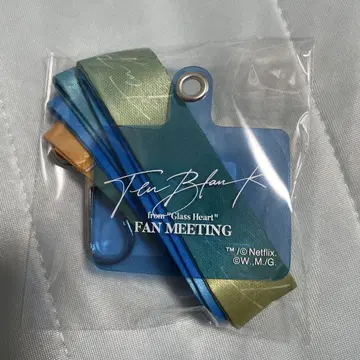 TENBLANK
from "Glass Heart"
FAN MEETING
™/© Netflix.
©W.,M./G.